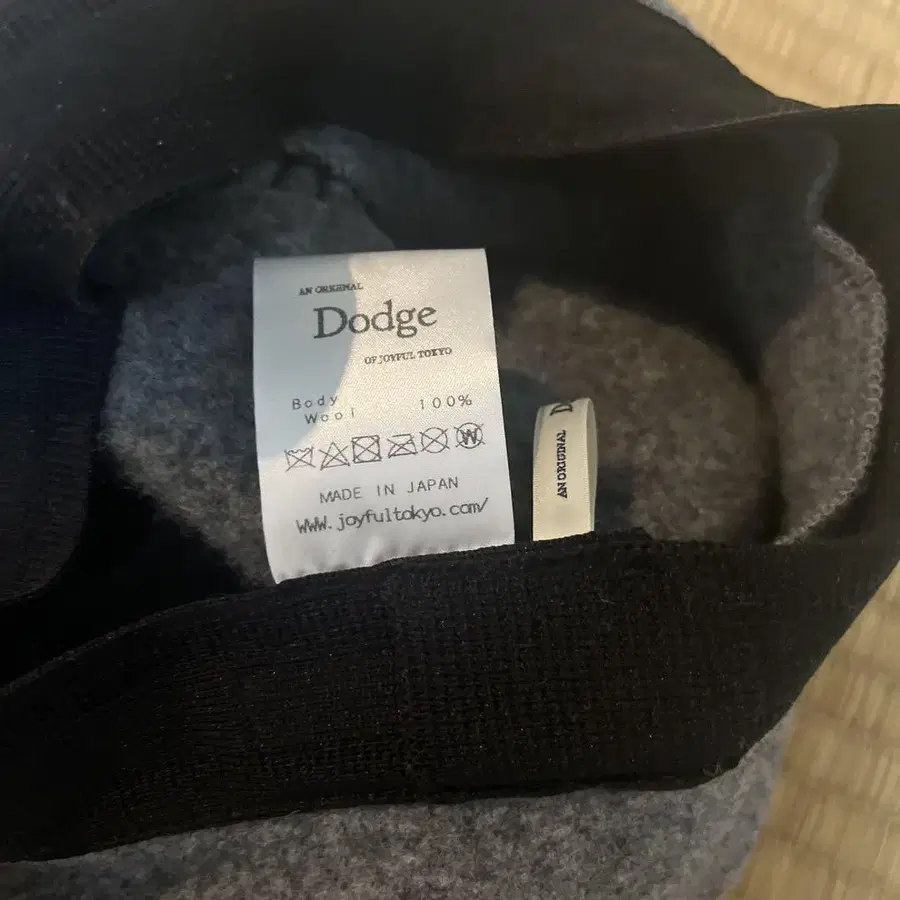 AN ORIGINAL
Dodge
OF JOYFUL TOKYO
Body
Wool 100%
W
MADE IN JAPAN
www.joyfultokyo.com/
AN ORIGINAL